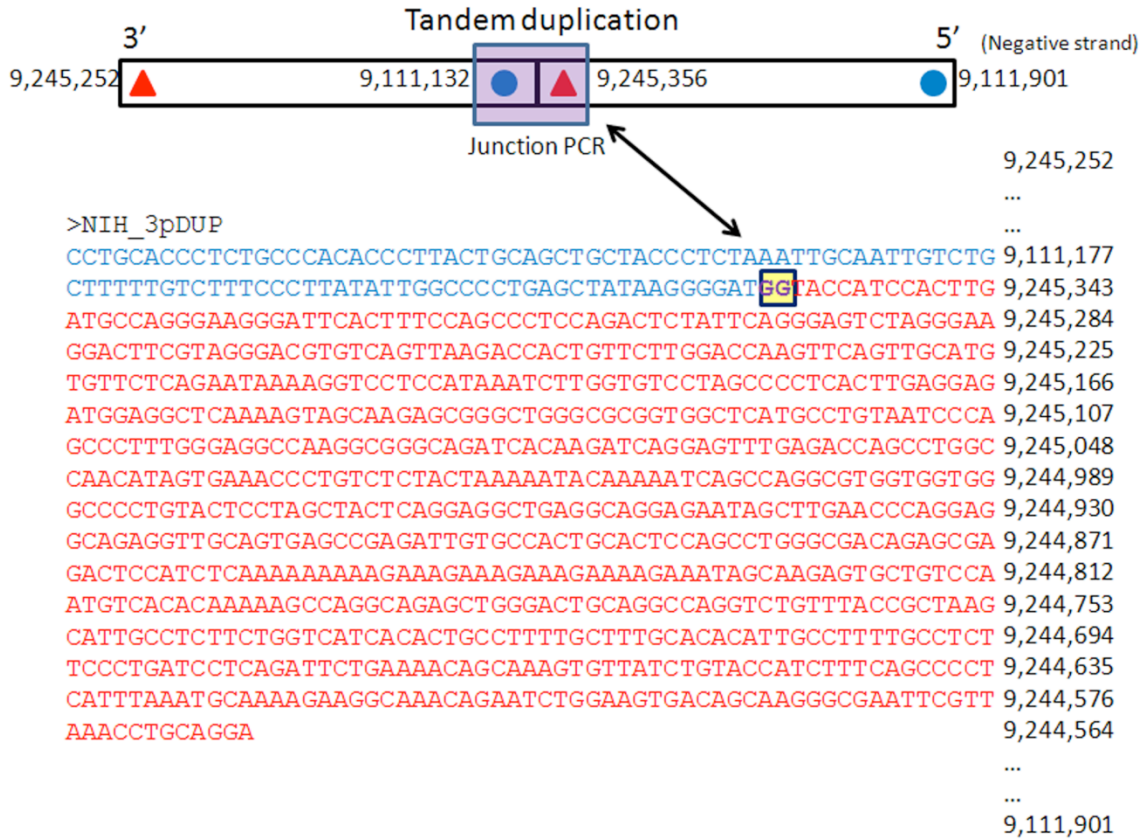 Tandem duplication
3’ 5’ (Negative strand)
9,245,252 9,111,132 9,245,356 9,111,901
Junction PCR
9,245,252
...
...
>NIH_3pDUP
CCTGCACCCTCTGCCCACACCCTTACTGCAGCTGCTACCCTCTAAATTGCAATTGTCTG 9,111,177
CTTTTTGTCTTTCCCTTATATTGGCCCCTGAGCTATAAGGGGATGGTACCATCCACTTG 9,245,343
ATGCCAGGGAAGGGATTCACTTTCCAGCCCTCCAGACTCTATTCAGGGAGTCTAGGGAA 9,245,284
GGACTTCGTAGGGACGTGTCAGTTAAGACCACTGTTCTTGGACCAAGTTCAGTTGCATG 9,245,225
TGTTCTCAGAATAAAAGGTCCTCCATAAATCTTGGTGTCCTAGCCCCTCACTTGAGGAG 9,245,166
ATGGAGGCTCAAAAGTAGCAAGAGCGGGCTGGGCGCGGTGGCTCATGCCTGTAATCCCA 9,245,107
GCCCTTTGGGAGGCCAAGGCGGGCAGATCACAAGATCAGGAGTTTGAGACCAGCCTGGC 9,245,048
CAACATAGTGAAACCCTGTCTCTACTAAAAATACAAAAATCAGCCAGGCGTGGTGGTGG 9,244,989
GCCCCTGTACTCCTAGCTACTCAGGAGGCTGAGGCAGGAGAATAGCTTGAACCCAGGAG 9,244,930
GCAGAGGTTGCAGTGAGCCGAGATTGTGCCACTGCACTCCAGCCTGGGCGACAGAGCGA 9,244,871
GACTCCATCTCAAAAAAAAAGAAAGAAAGAAAGAAAAGAAATAGCAAGAGTGCTGTCCA 9,244,812
ATGTCACACAAAAAGCCAGGCAGAGCTGGGACTGCAGGCCAGGTCTGTTTACCGCTAAG 9,244,753
CATTGCCTCTTCTGGTCATCACACTGCCTTTTGCTTTGCACACATTGCCTTTTGCCTCT 9,244,694
TCCCTGATCCTCAGATTCTGAAAACAGCAAAGTGTTATCTGTACCATCTTTCAGCCCCT 9,244,635
CATTTAAATGCAAAAGAAGGCAAACAGAATCTGGAAGTGACAGCAAGGGCGAATTCGTT 9,244,576
AAACCTGCAGGA 9,244,564
...
...
9,111,901